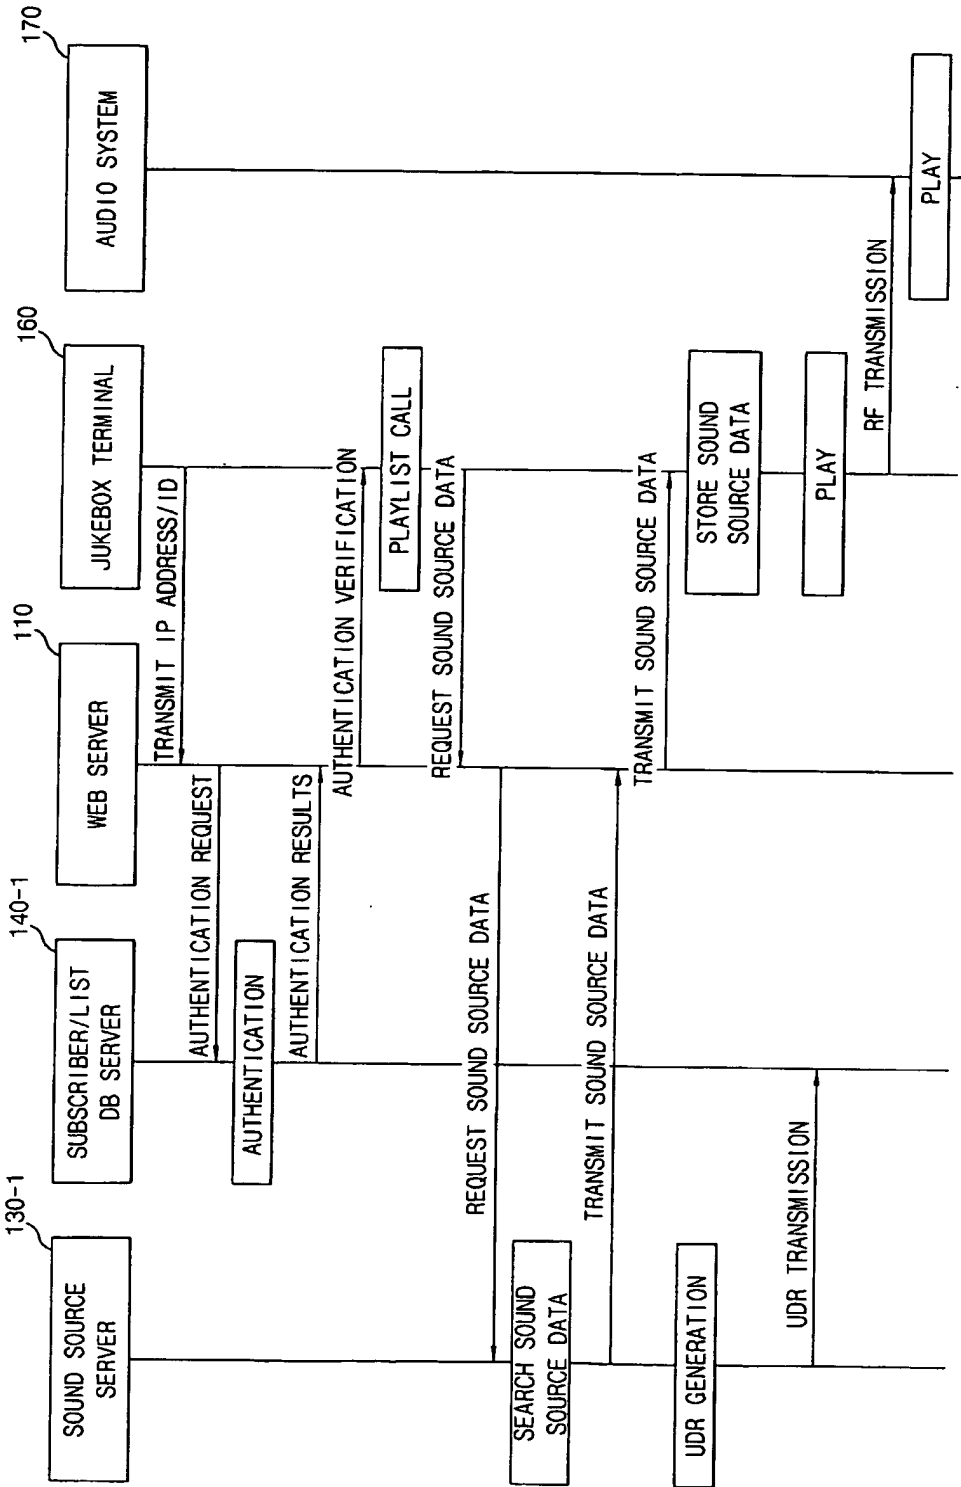 130-1
SOUND SOURCE
SERVER
140-1
SUBSCRIBER/LIST
DB SERVER
110
WEB SERVER
160
JUKEBOX TERMINAL
170
AUDIO SYSTEM
TRANSMIT IP ADDRESS/ID
AUTHENTICATION REQUEST
AUTHENTICATION
AUTHENTICATION RESULTS
AUTHENTICATION VERIFICATION
PLAYLIST CALL
REQUEST SOUND SOURCE DATA
REQUEST SOUND SOURCE DATA
SEARCH SOUND
SOURCE DATA
TRANSMIT SOUND SOURCE DATA
TRANSMIT SOUND SOURCE DATA
UDR GENERATION
STORE SOUND
SOURCE DATA
UDR TRANSMISSION
PLAY
RF TRANSMISSION
PLAY